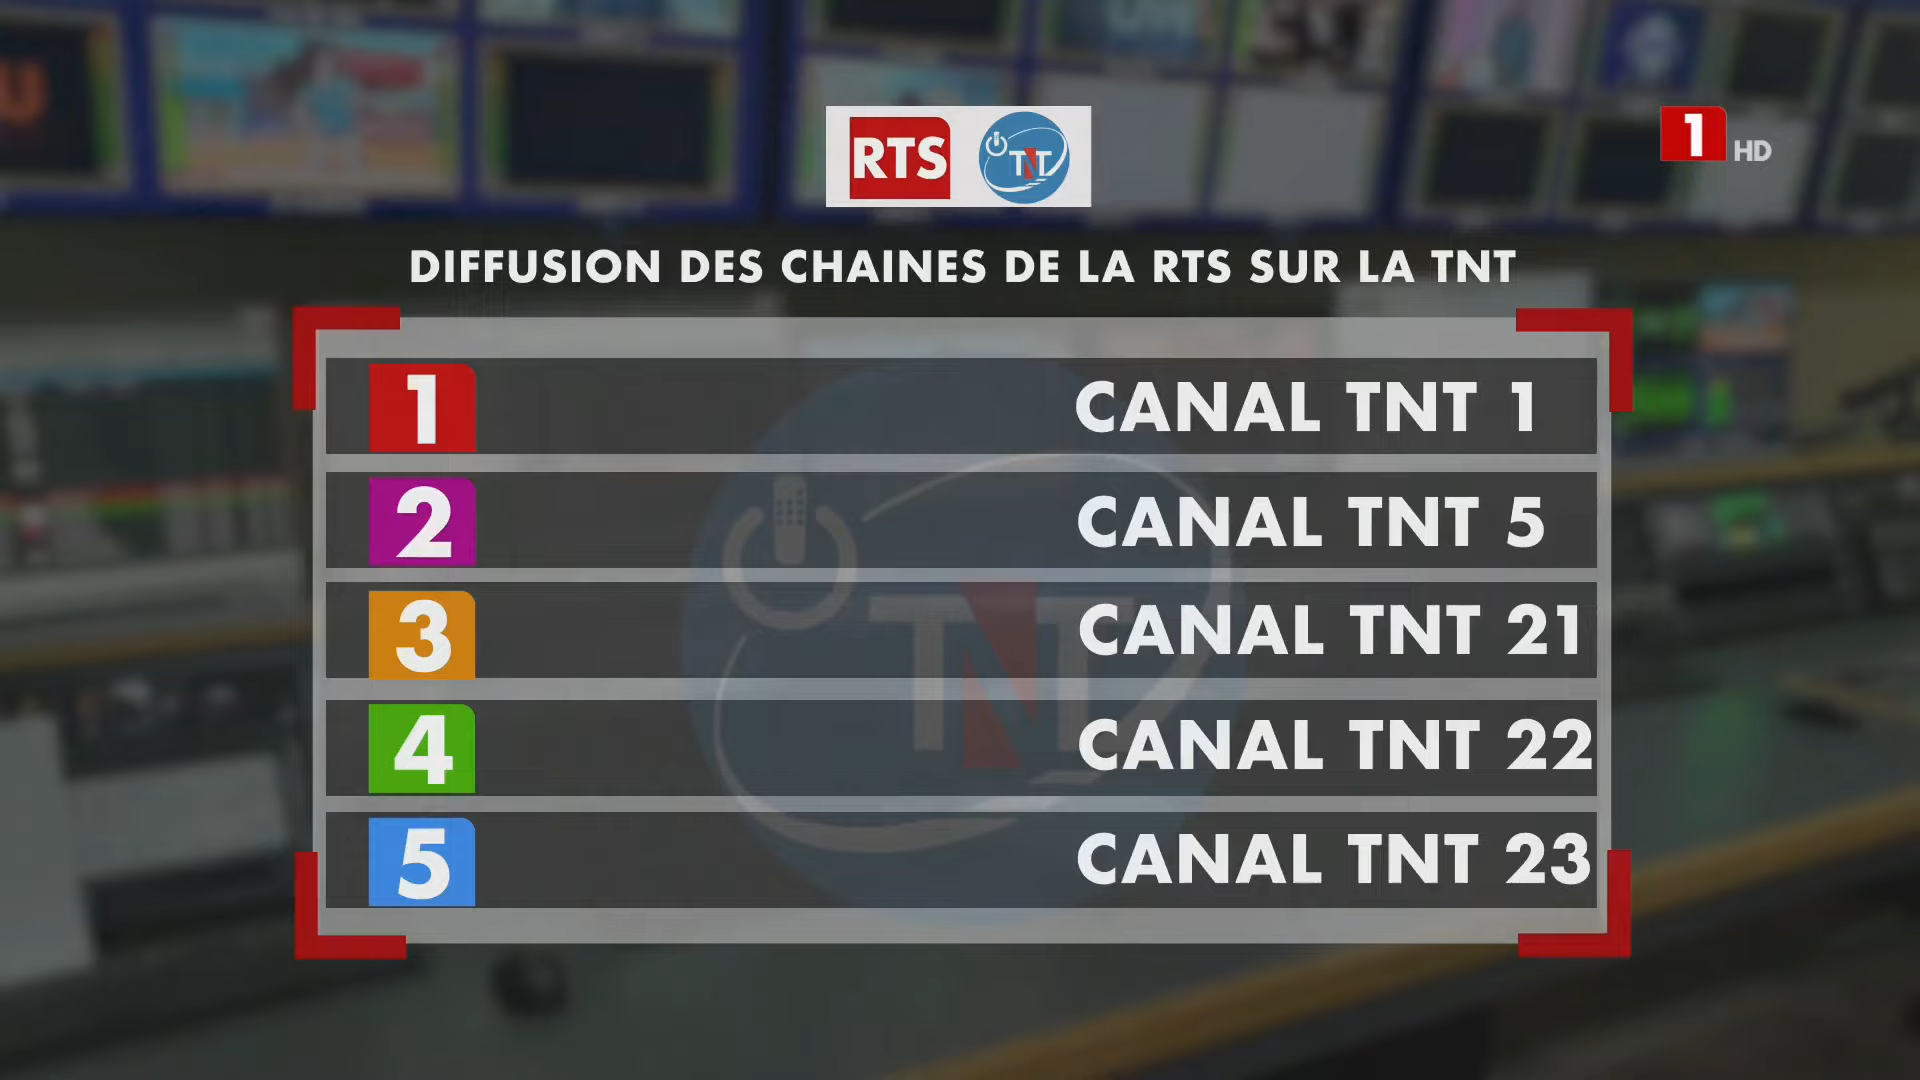 RTS TNT
1 HD
DIFFUSION DES CHAINES DE LA RTS SUR LA TNT
1 CANAL TNT 1
2 CANAL TNT 5
3 CANAL TNT 21
4 CANAL TNT 22
5 CANAL TNT 23
TNT